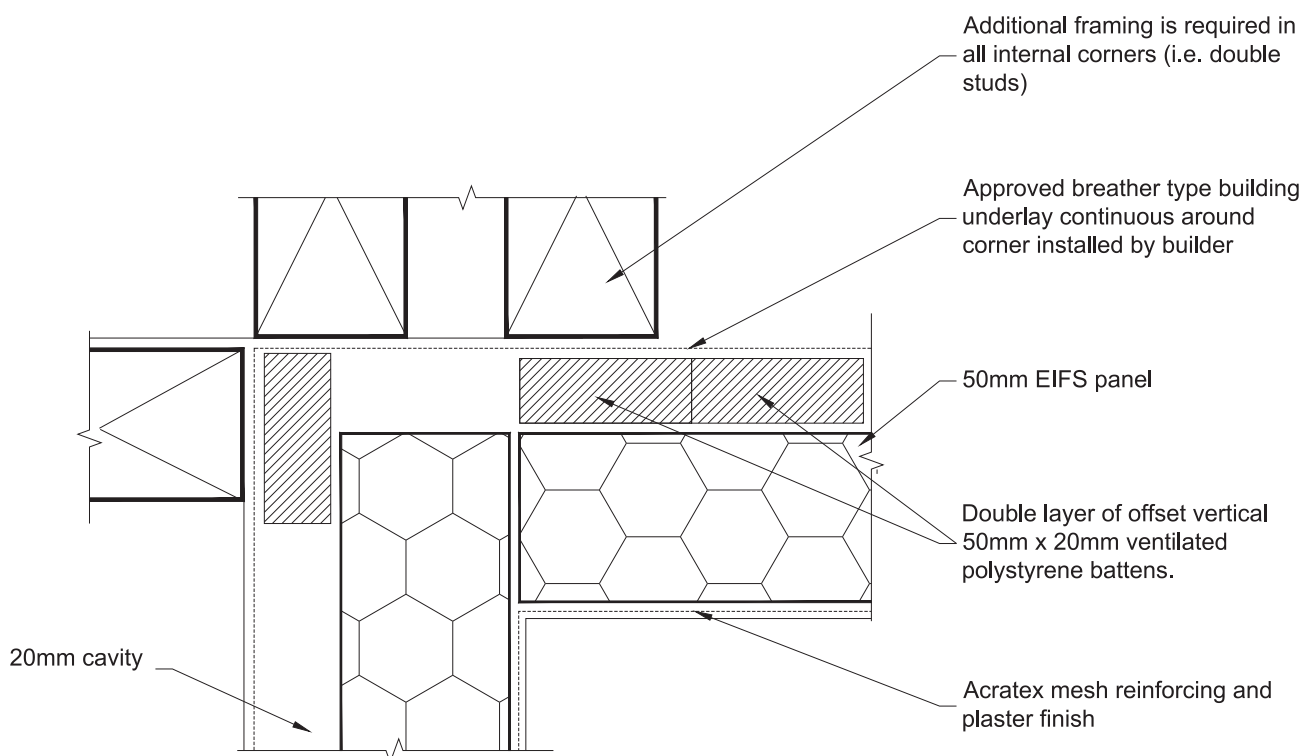 Additional framing is required in
all internal corners (i.e. double
studs)
Approved breather type building
underlay continuous around
corner installed by builder
50mm EIFS panel
Double layer of offset vertical
50mm x 20mm ventilated
polystyrene battens.
20mm cavity
Acratex mesh reinforcing and
plaster finish